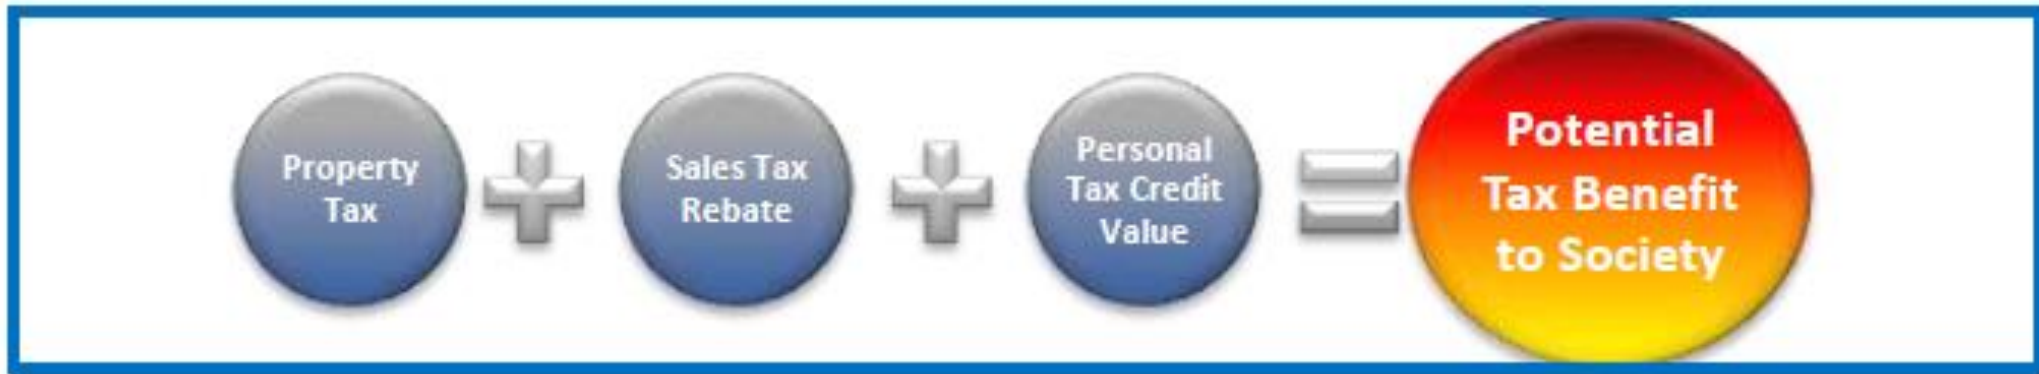 Property
Tax
Sales Tax
Rebate
Personal
Tax Credit
Value
Potential
Tax Benefit
to Society